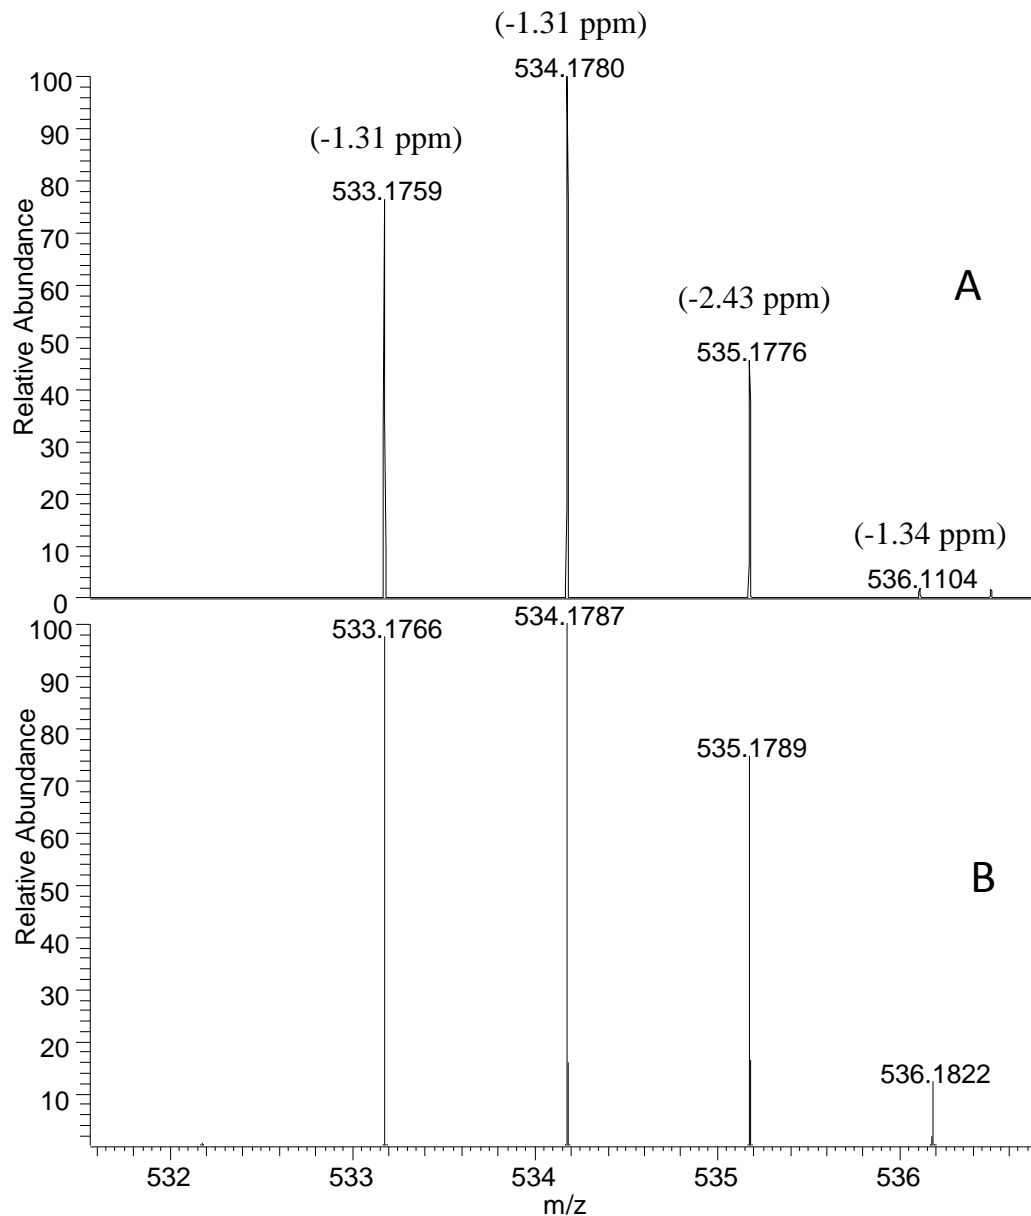 (-1.31 ppm)
534.1780
(-1.31 ppm)
533.1759
(-2.43 ppm)
535.1776
(-1.34 ppm)
536.1104
A
100
90
80
70
60
50
40
30
20
10
0
Relative Abundance
533.1766
534.1787
535.1789
536.1822
B
100
90
80
70
60
50
40
30
20
10
Relative Abundance
532 533 534 535 536
m/z